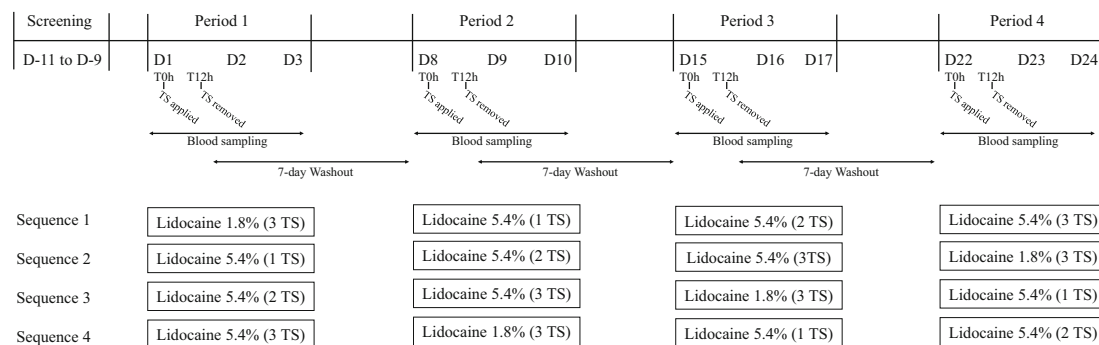 Screening Period 1 Period 2 Period 3 Period 4
D-11 to D-9 D1 D2 D3 D8 D9 D10 D15 D16 D17 D22 D23 D24
T0h T12h T0h T12h T0h T12h T0h T12h
TS applied TS removed TS applied TS removed TS applied TS removed TS applied TS removed
Blood sampling Blood sampling Blood sampling Blood sampling
7-day Washout 7-day Washout 7-day Washout
Sequence 1 Lidocaine 1.8% (3 TS) Lidocaine 5.4% (1 TS) Lidocaine 5.4% (2 TS) Lidocaine 5.4% (3 TS)
Sequence 2 Lidocaine 5.4% (1 TS) Lidocaine 5.4% (2 TS) Lidocaine 5.4% (3TS) Lidocaine 1.8% (3 TS)
Sequence 3 Lidocaine 5.4% (2 TS) Lidocaine 5.4% (3 TS) Lidocaine 1.8% (3 TS) Lidocaine 5.4% (1 TS)
Sequence 4 Lidocaine 5.4% (3 TS) Lidocaine 1.8% (3 TS) Lidocaine 5.4% (1 TS) Lidocaine 5.4% (2 TS)